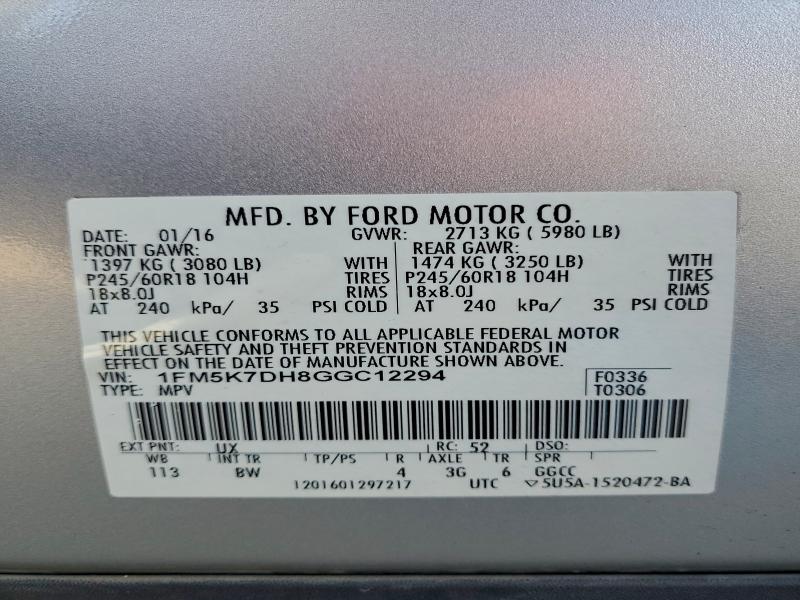 MFD. BY FORD MOTOR CO.
DATE: 01/16 GVWR: 2713 KG ( 5980 LB)
FRONT GAWR: REAR GAWR:
1397 KG ( 3080 LB) WITH 1474 KG ( 3250 LB) WITH
P245/60R18 104H TIRES P245/60R18 104H TIRES
18x8.0J RIMS 18x8.0J RIMS
AT 240 kPa/ 35 PSI COLD AT 240 kPa/ 35 PSI COLD
THIS VEHICLE CONFORMS TO ALL APPLICABLE FEDERAL MOTOR
VEHICLE SAFETY AND THEFT PREVENTION STANDARDS IN
EFFECT ON THE DATE OF MANUFACTURE SHOWN ABOVE.
VIN: 1FM5K7DH8GGC12294 F0336
TYPE: MPV T0306
EXT PNT: UX RC: 52 DSO:
WB INT TR TP/PS R AXLE TR SPR
113 BW 4 3G 6 GGCC
1201601297217 UTC ▽5U5A-1520472-BA